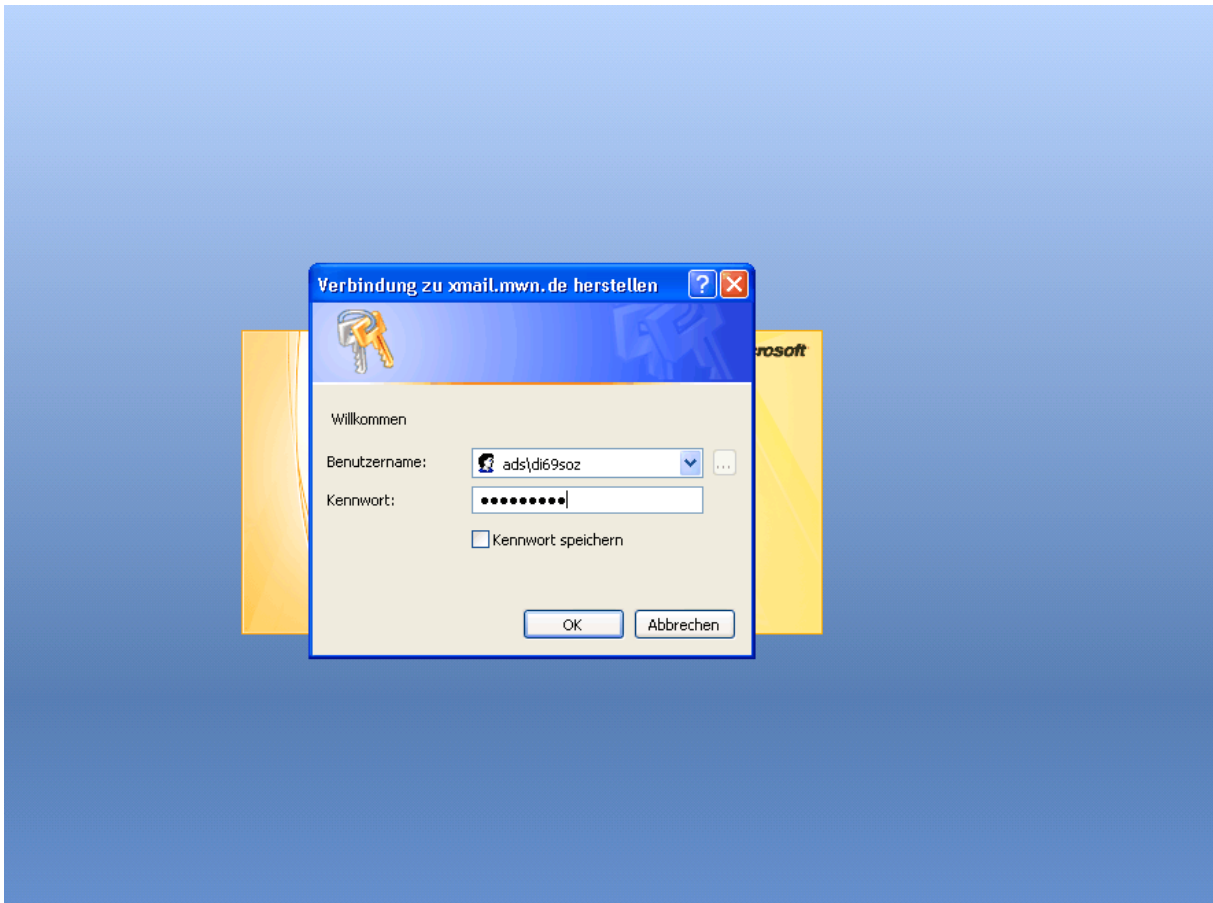 Verbindung zu xmail.mwn.de herstellen
rosoft
Willkommen
Benutzername: ads\di69soz ...
Kennwort: •••••••••
Kennwort speichern
OK Abbrechen